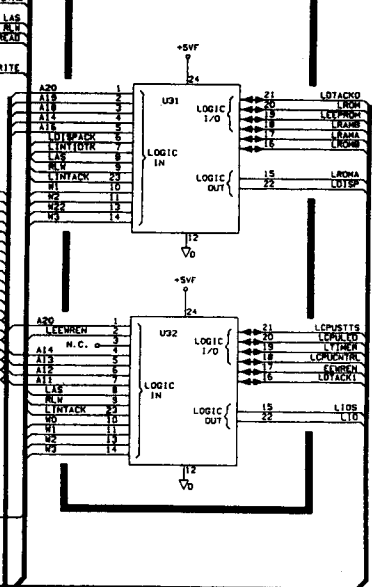 LAS
RLW
READ
RITE
+5VF
24
U31
A20 1
A19 2
A18 3
A14 4
A16 5
LDISPACK 6
LINTIDTK 7
LAS 8
RLW 9
LINTACK 23
W1 10
W2 11
W22 13
W3 14
LOGIC
IN
LOGIC
I/O
21 LDTACK0
20 LROM
19 LEEPROM
18 LRAMB
17 LRAMA
16 LROMB
LOGIC
OUT
15 LROMA
22 LDISP
12
D
+5VF
24
U32
A20 1
LEEWREN 2
N.C. 3
A14 4
A13 5
A12 6
A11 7
LAS 8
RLW 9
LINTACK 23
W0 10
W1 11
W2 13
W3 14
LOGIC
IN
LOGIC
I/O
21 LCPUSTTS
20 LCPULED
19 LTIMER
18 LCPUCNTRL
17 EEWREN
16 LDTACK1
LOGIC
OUT
15 LIOS
22 LIO
12
D